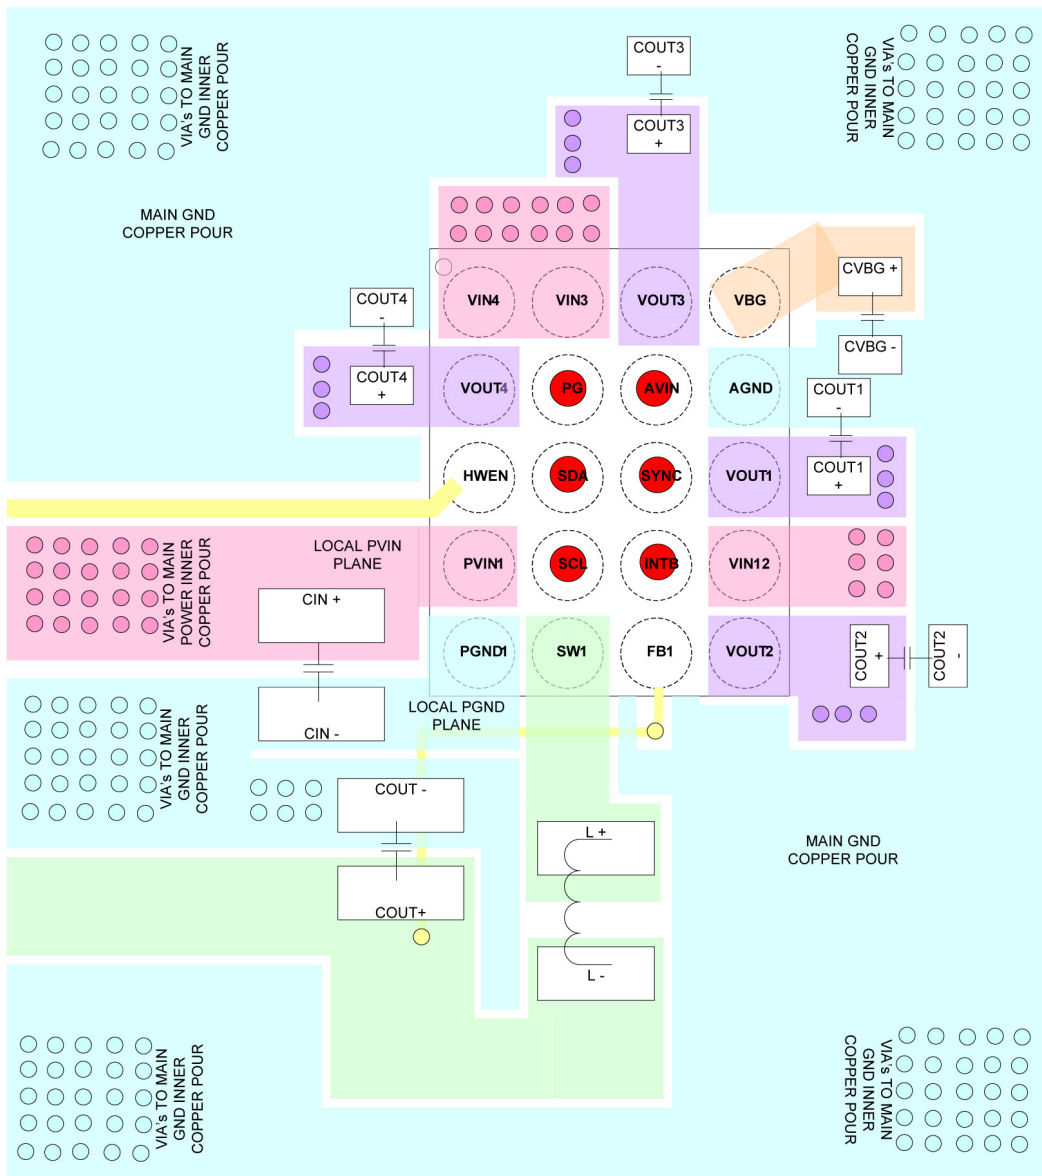 VIA's TO MAIN
GND INNER
COPPER POUR
COUT3
-
COUT3
+
VIA's TO MAIN
GND INNER
COPPER POUR
MAIN GND
COPPER POUR
VIN4
VIN3
VOUT3
VBG
CVBG +
CVBG -
COUT4
-
COUT4
+
VOUT4
PG
AVIN
AGND
COUT1
-
COUT1
+
HWEN
SDA
SYNC
VOUT1
VIA's TO MAIN
POWER INNER
COPPER POUR
LOCAL PVIN
PLANE
PVIN1
SCL
INTB
VIN12
CIN +
CIN -
PGND1
SW1
FB1
VOUT2
COUT2
+
COUT2
-
LOCAL PGND
PLANE
VIA's TO MAIN
GND INNER
COPPER POUR
COUT -
COUT+
L +
L -
MAIN GND
COPPER POUR
VIA's TO MAIN
GND INNER
COPPER POUR
VIA's TO MAIN
GND INNER
COPPER POUR